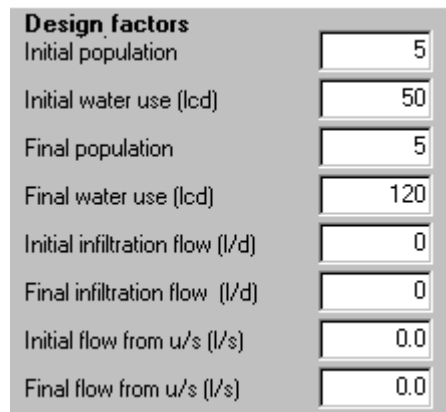 Design factors
Initial population 5
Initial water use (lcd) 50
Final population 5
Final water use (lcd) 120
Initial infiltration flow (l/d) 0
Final infiltration flow (l/d) 0
Initial flow from u/s (l/s) 0.0
Final flow from u/s (l/s) 0.0